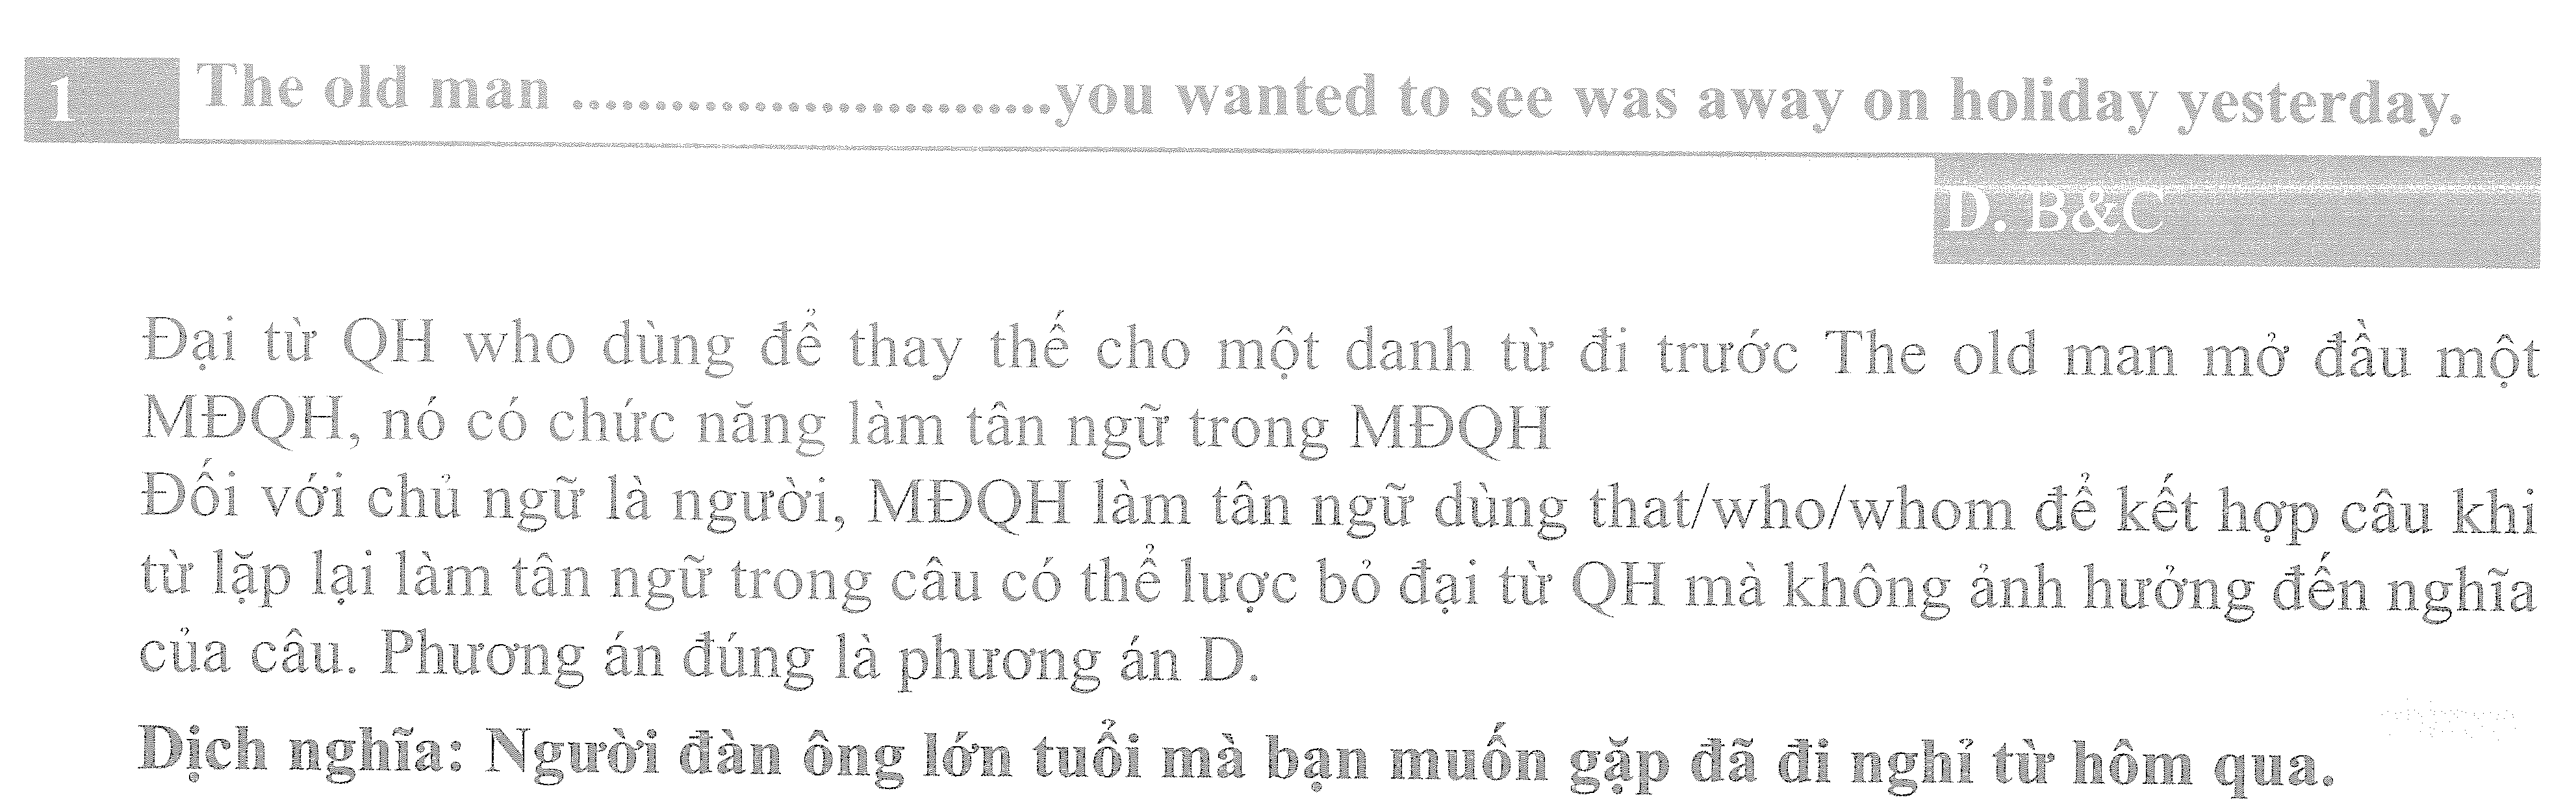 1 The old man .............................you wanted to see was away on holiday yesterday.
D. B&C
Đại từ QH who dùng để thay thế cho một danh từ đi trước The old man mở đầu một
MĐQH, nó có chức năng làm tân ngữ trong MĐQH
Đối với chủ ngữ là người, MĐQH làm tân ngữ dùng that/who/whom để kết hợp câu khi
từ lặp lại làm tân ngữ trong câu có thể lược bỏ đại từ QH mà không ảnh hưởng đến nghĩa
của câu. Phương án đúng là phương án D.
Dịch nghĩa: Người đàn ông lớn tuổi mà bạn muốn gặp đã đi nghỉ từ hôm qua.